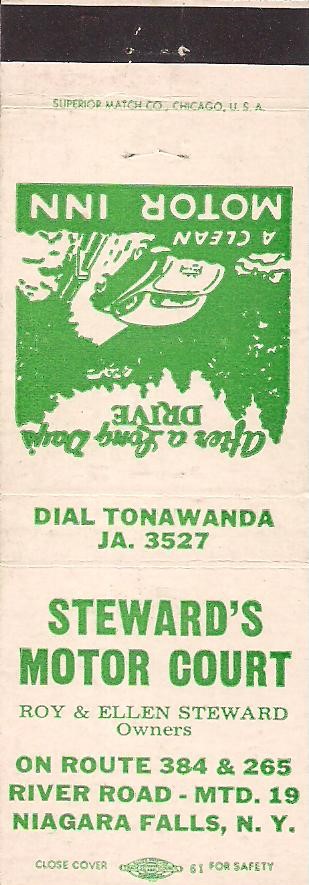 SUPERIOR MATCH CO., CHICAGO, U. S. A.
After a Long Day's
DRIVE
A CLEAN
MOTOR INN
DIAL TONAWANDA
JA. 3527
STEWARD'S
MOTOR COURT
ROY & ELLEN STEWARD
Owners
ON ROUTE 384 & 265
RIVER ROAD - MTD. 19
NIAGARA FALLS, N. Y.
CLOSE COVER 61 FOR SAFETY